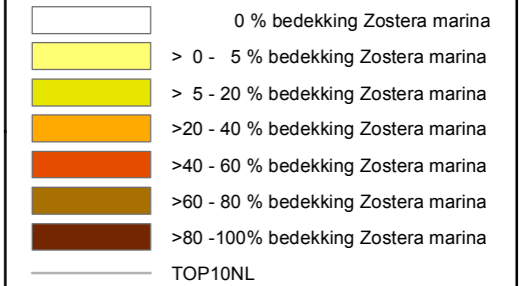 0 % bedekking Zostera marina
> 0 - 5 % bedekking Zostera marina
> 5 - 20 % bedekking Zostera marina
>20 - 40 % bedekking Zostera marina
>40 - 60 % bedekking Zostera marina
>60 - 80 % bedekking Zostera marina
>80 -100% bedekking Zostera marina
TOP10NL